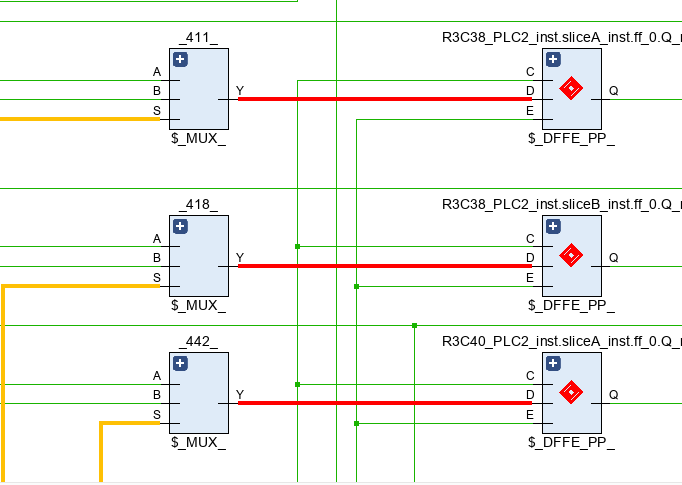 _411_
R3C38_PLC2_inst.sliceA_inst.ff_0.Q_
A
B
S
Y
C
D
E
Q
$_MUX_
$_DFFE_PP_
_418_
R3C38_PLC2_inst.sliceB_inst.ff_0.Q_
A
B
S
Y
C
D
E
Q
$_MUX_
$_DFFE_PP_
_442_
R3C40_PLC2_inst.sliceA_inst.ff_0.Q_
A
B
S
Y
C
D
E
Q
$_MUX_
$_DFFE_PP_